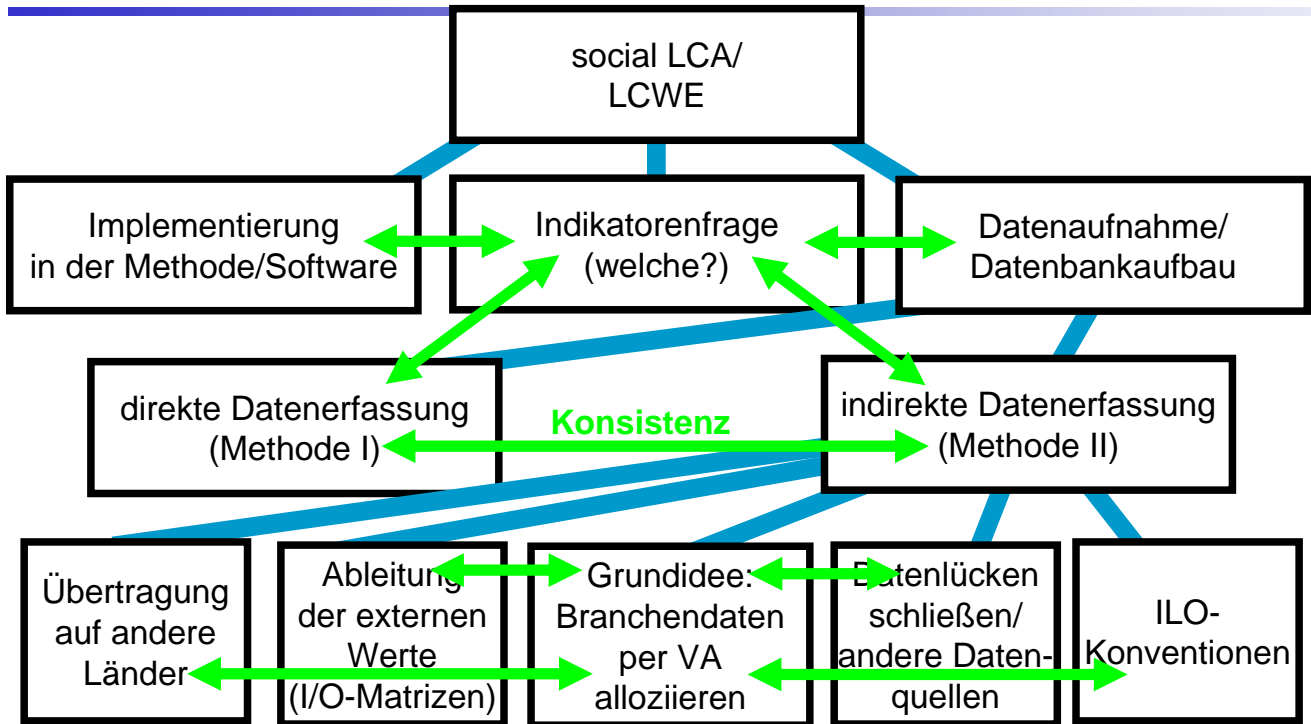 social LCA/
LCWE
Implementierung
in der Methode/Software
Indikatorenfrage
(welche?)
Datenaufnahme/
Datenbankaufbau
direkte Datenerfassung
(Methode I)
Konsistenz
indirekte Datenerfassung
(Methode II)
Übertragung
auf andere
Länder
Ableitung
der externen
Werte
(I/O-Matrizen)
Grundidee:
Branchendaten
per VA
alloziieren
Datenlücken
schließen/
andere Daten-
quellen
ILO-
Konventionen